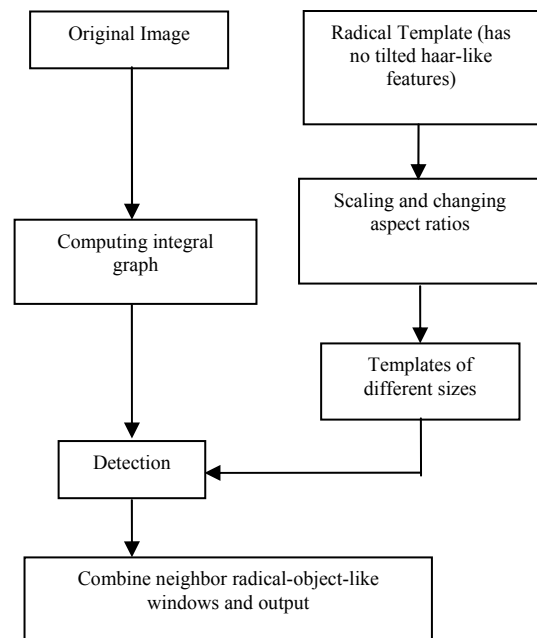 Original Image
Radical Template (has
no tilted haar-like
features)
Scaling and changing
aspect ratios
Computing integral
graph
Templates of
different sizes
Detection
Combine neighbor radical-object-like
windows and output